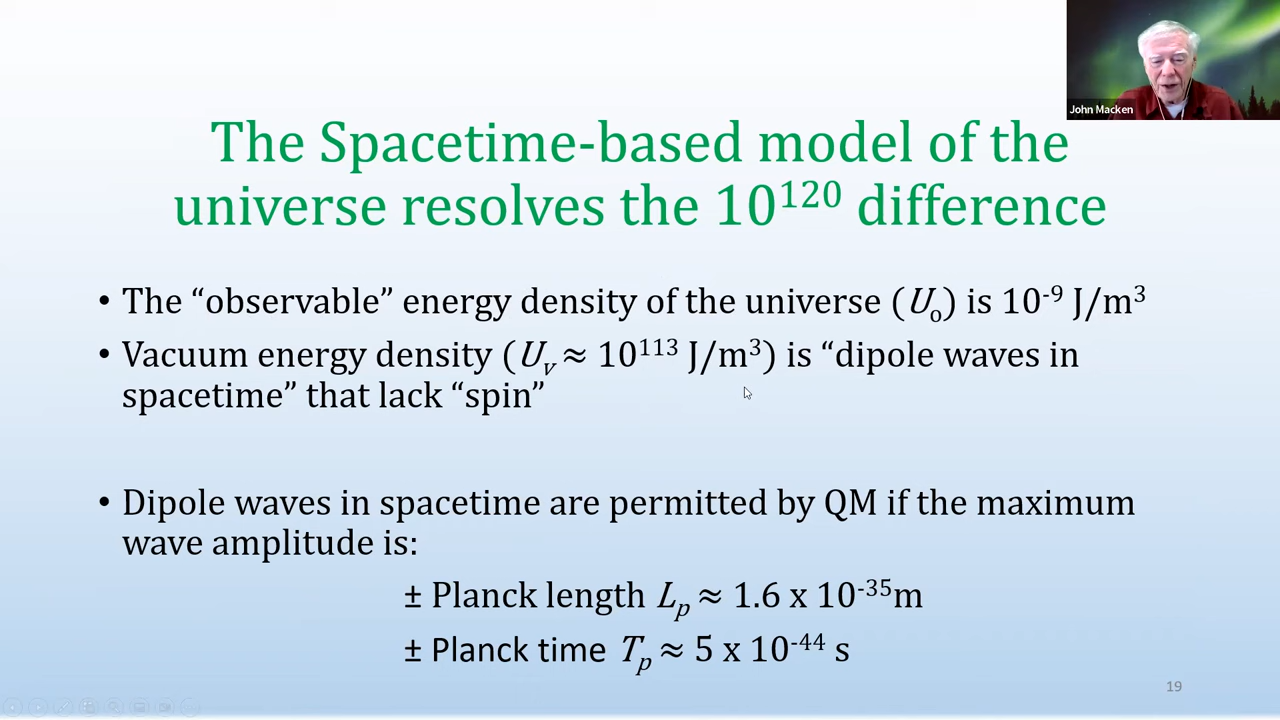 John Macken
The Spacetime-based model of the
universe resolves the 10¹²⁰ difference
• The “observable” energy density of the universe (Uₒ) is 10⁻⁹ J/m³
• Vacuum energy density (Uᵥ ≈ 10¹¹³ J/m³) is “dipole waves in
spacetime” that lack “spin”
• Dipole waves in spacetime are permitted by QM if the maximum
wave amplitude is:
± Planck length Lₚ ≈ 1.6 x 10⁻³⁵m
± Planck time Tₚ ≈ 5 x 10⁻⁴⁴ s
19